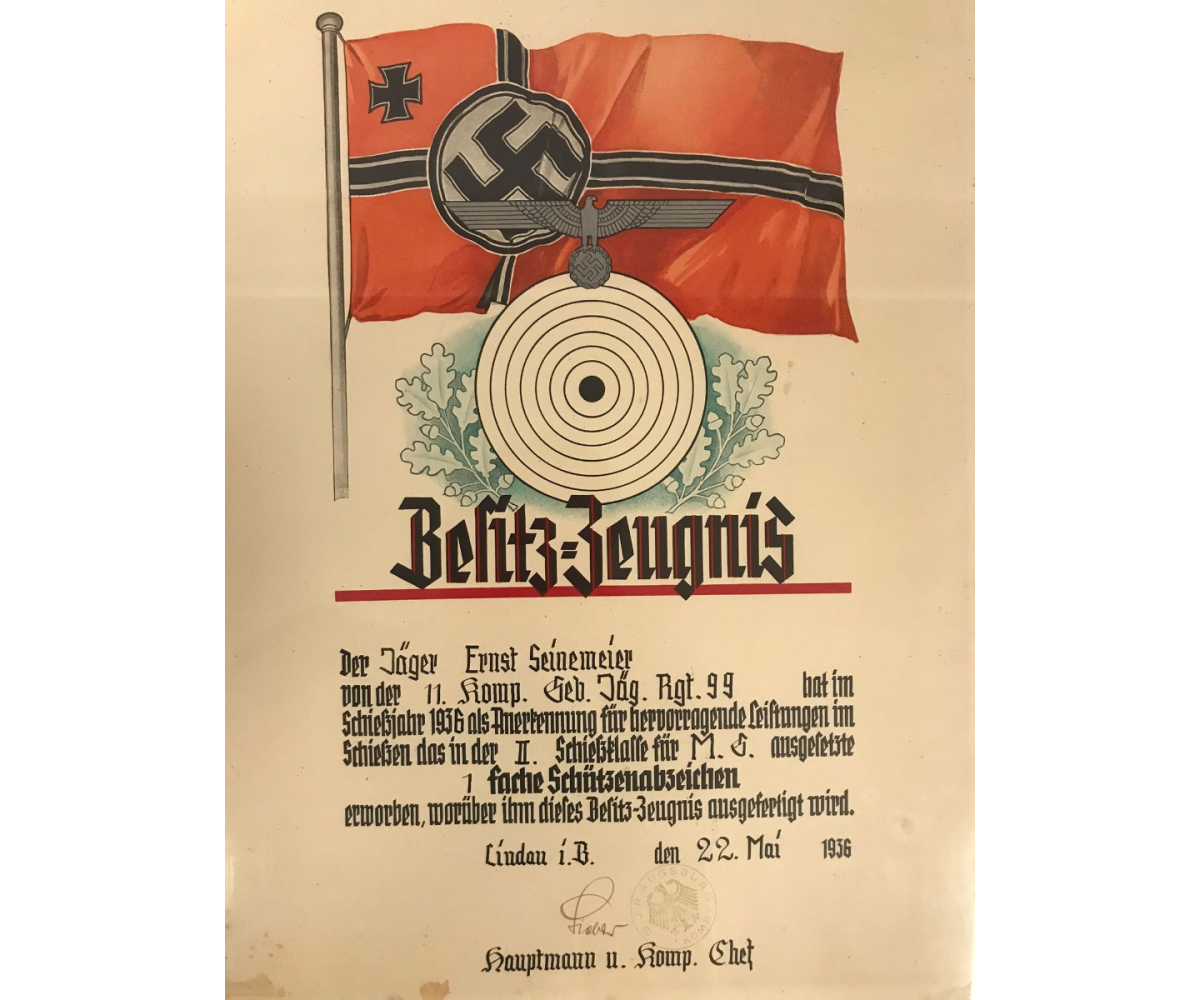 Besitz=Zeugnis
Der Jäger Ernst Seinemeier
von der 11. Komp. Geb. Jäg. Rgt. 99 hat im
Schießjahr 1936 als Anerkennung für hervorragende Leistungen im
Schießen das in der II. Schießklasse für M. G. ausgesetzte
1 fache Schützenabzeichen
erworben, worüber ihm dieses Besitz-Zeugnis ausgefertigt wird.
Lindau i.B. den 22. Mai 1936
AUGSBURG
Hauptmann u. Komp. Chef